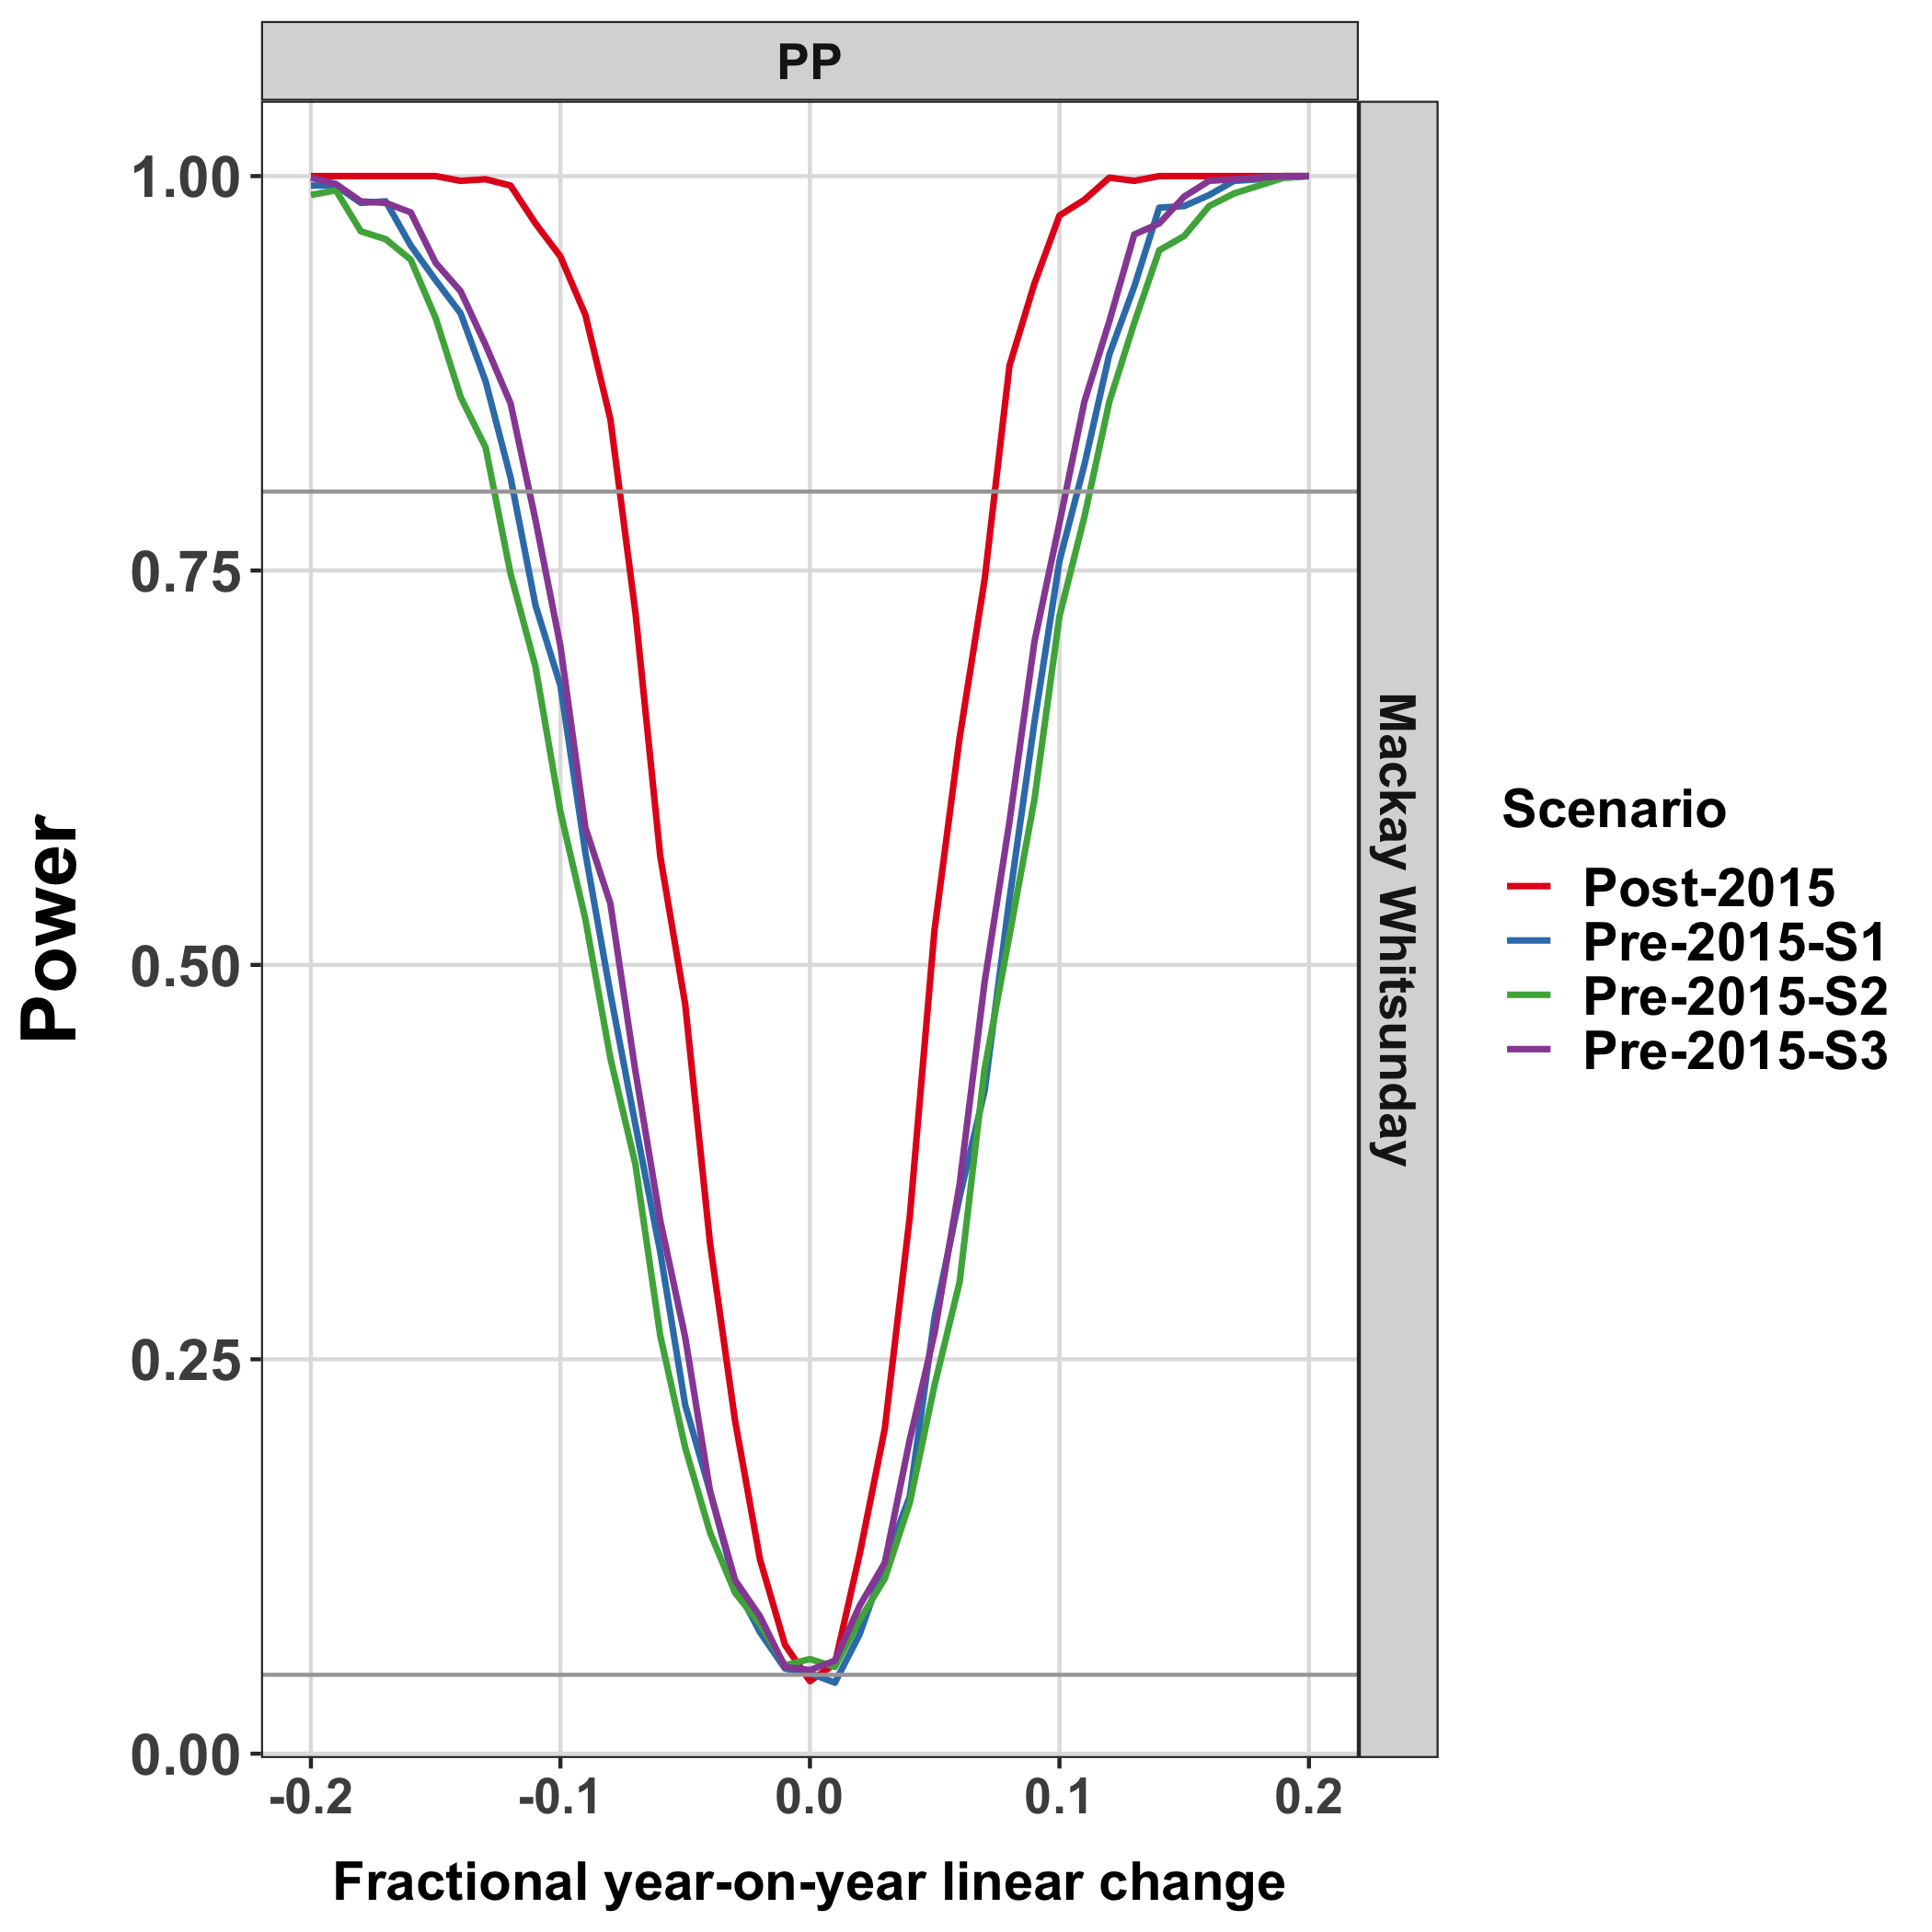 PP
1.00
0.75
0.50
0.25
0.00
Power
-0.2
-0.1
0.0
0.1
0.2
Fractional year-on-year linear change
Mackay Whitsunday
Scenario
Post-2015
Pre-2015-S1
Pre-2015-S2
Pre-2015-S3